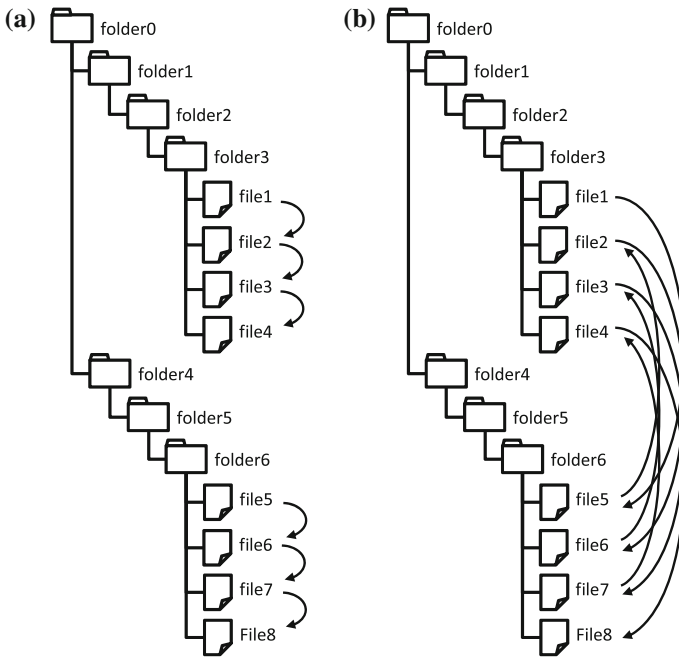 (a)
folder0
folder1
folder2
folder3
file1
file2
file3
file4
folder4
folder5
folder6
file5
file6
file7
File8
(b)
folder0
folder1
folder2
folder3
file1
file2
file3
file4
folder4
folder5
folder6
file5
file6
file7
File8